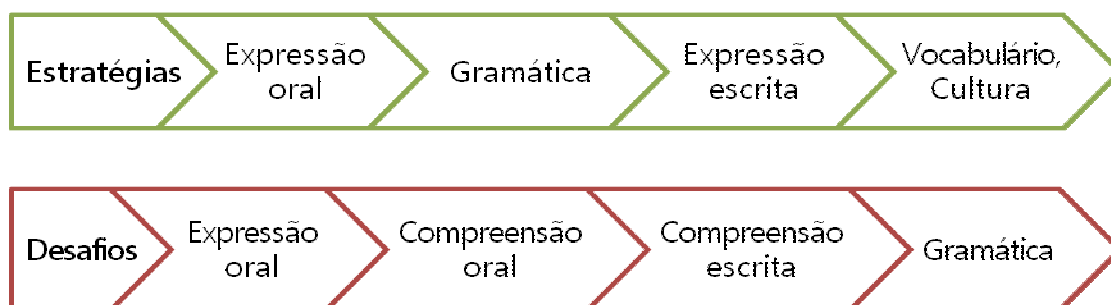 Estratégias
Expressão
oral
Gramática
Expressão
escrita
Vocabulário,
Cultura
Desafios
Expressão
oral
Compreensão
oral
Compreensão
escrita
Gramática